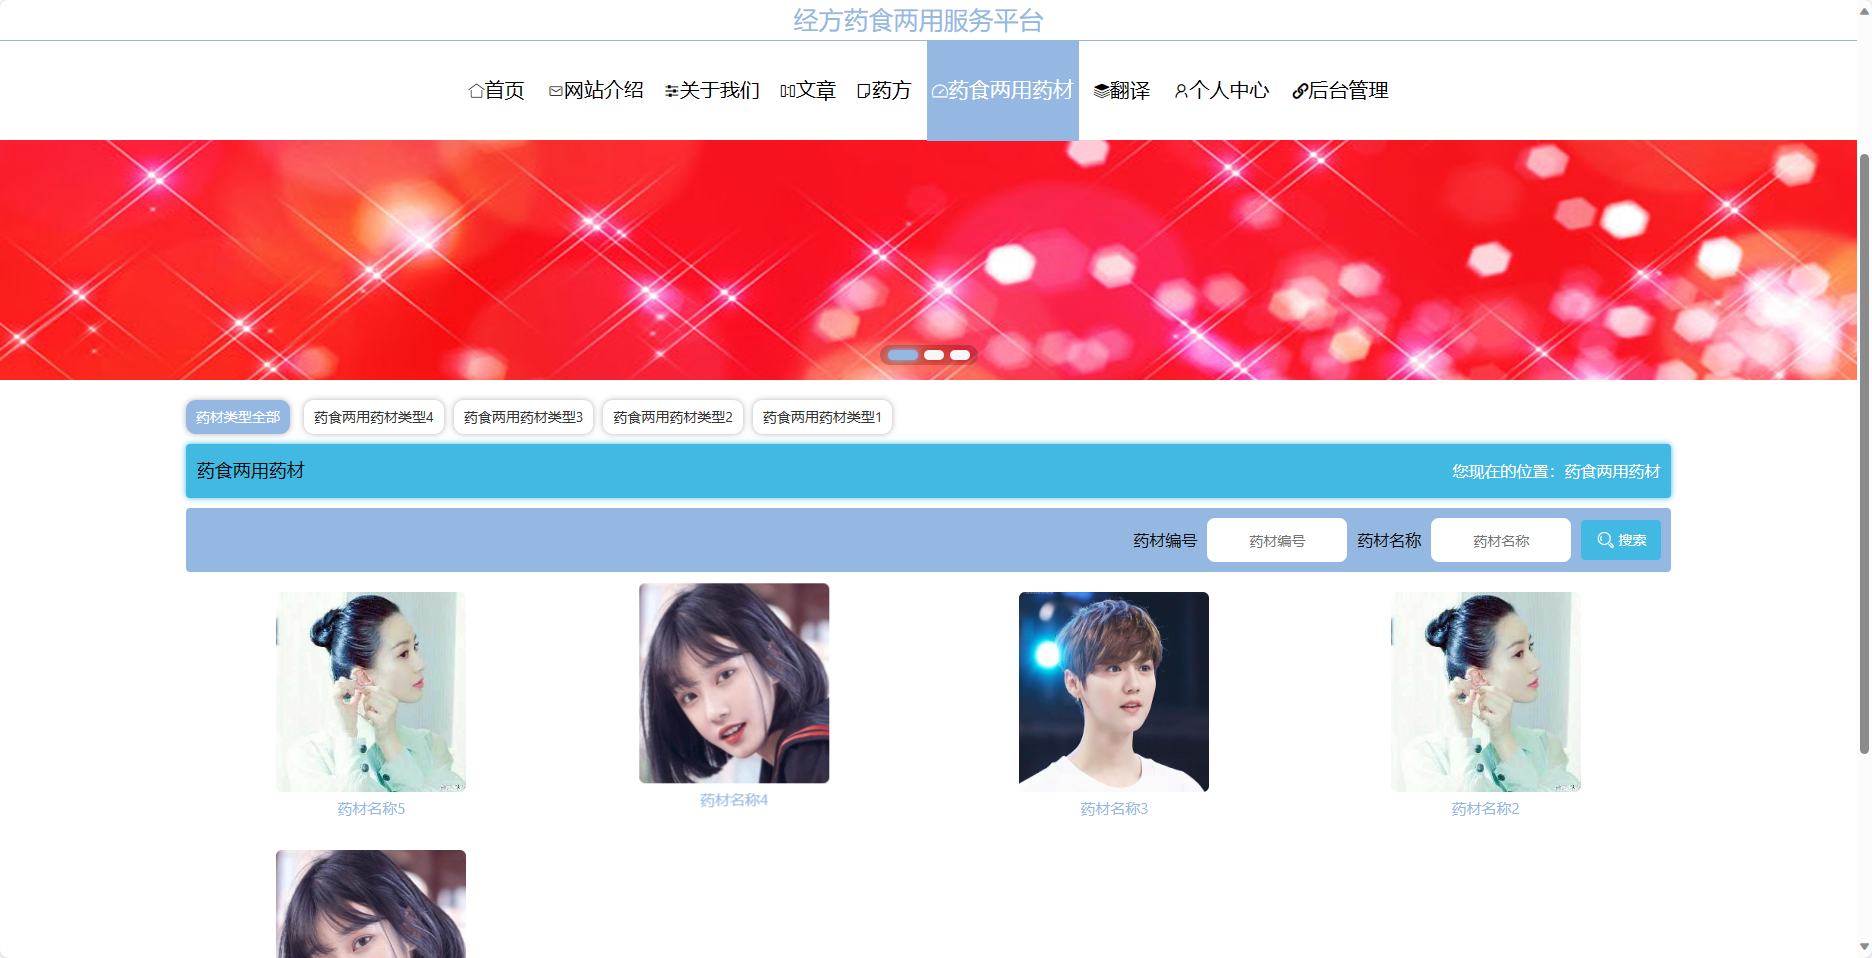 经方药食两用服务平台
首页 网站介绍 关于我们 文章 药方 药食两用药材 翻译 个人中心 后台管理
药材类型全部 药食两用药材类型4 药食两用药材类型3 药食两用药材类型2 药食两用药材类型1
药食两用药材 您现在的位置：药食两用药材
药材编号 药材编号 药材名称 药材名称 搜索
药材名称5 药材名称4 药材名称3 药材名称2